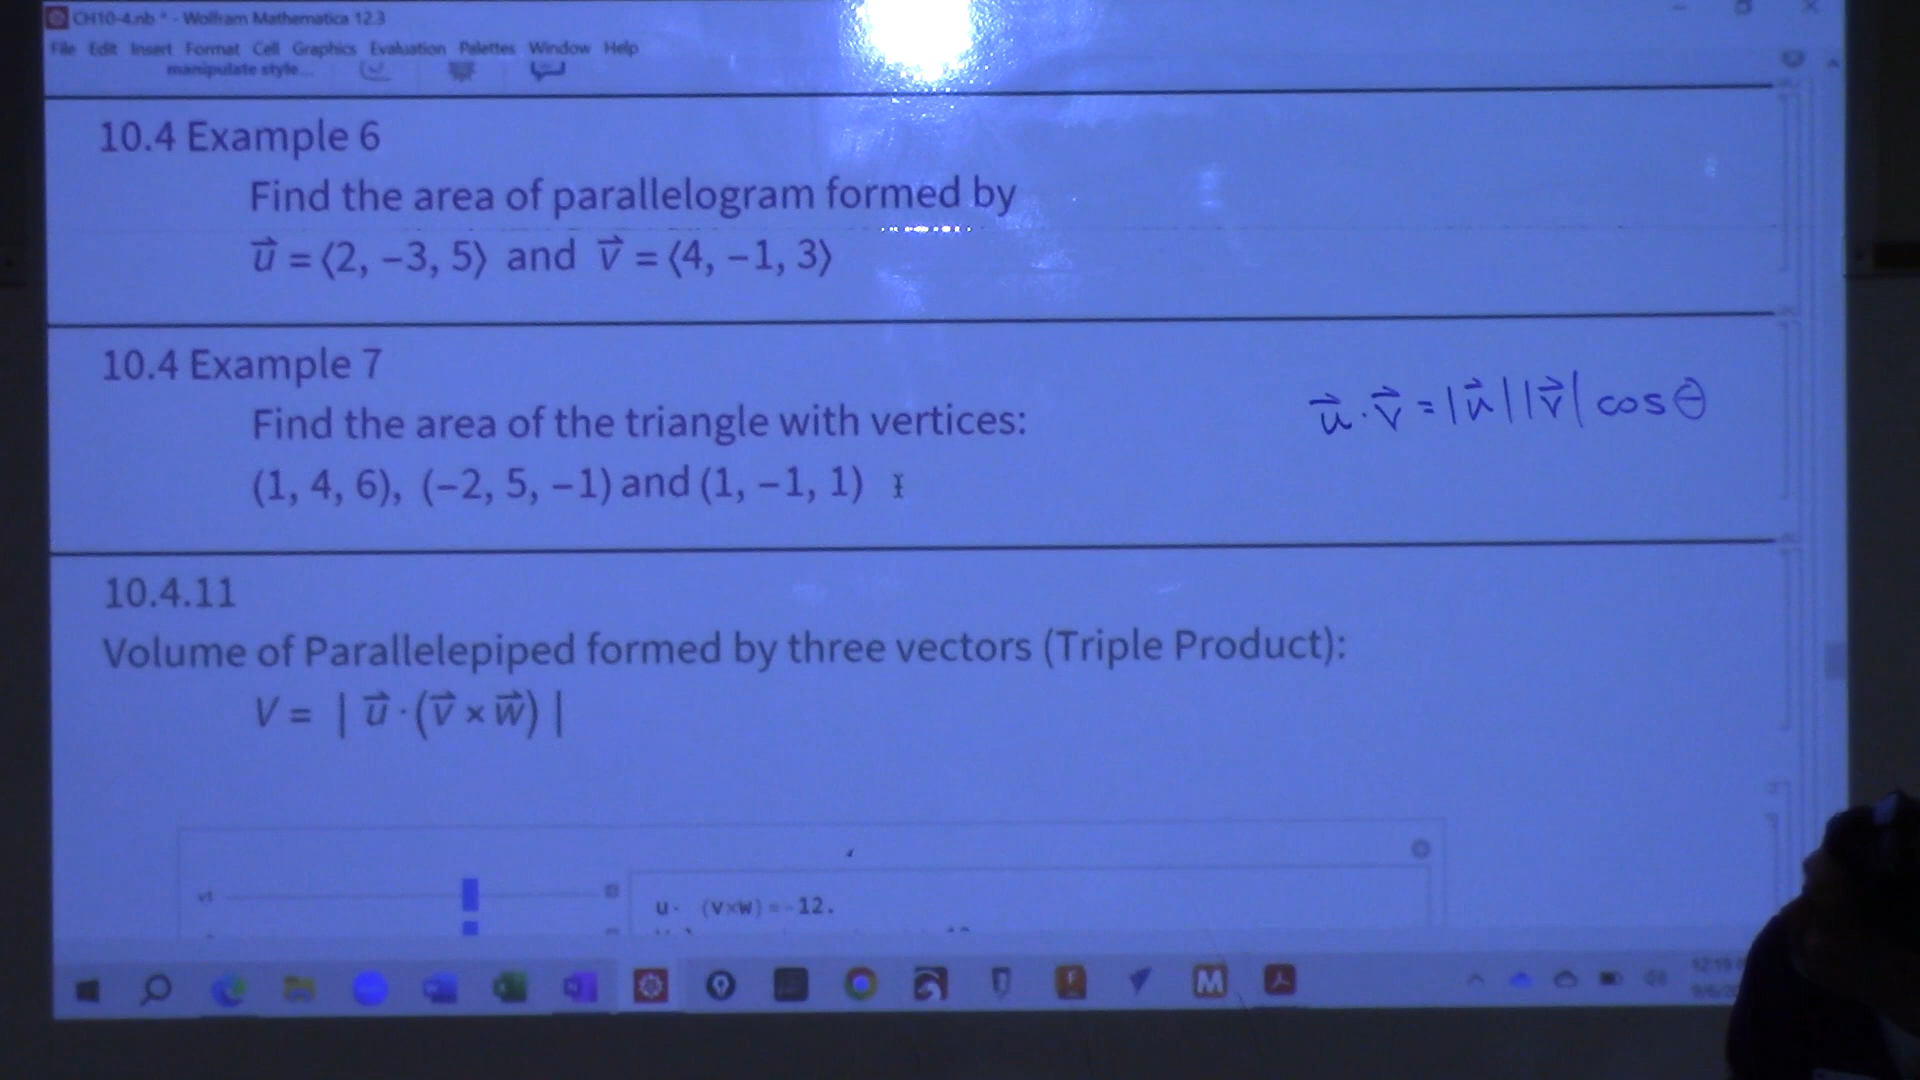 CH10-4.nb * - Wolfram Mathematica 12.3
File Edit Insert Format Cell Graphics Evaluation Palettes Window Help
manipulate style...
10.4 Example 6
Find the area of parallelogram formed by
u⃗ = ⟨2, −3, 5⟩ and v⃗ = ⟨4, −1, 3⟩
10.4 Example 7
Find the area of the triangle with vertices:
(1, 4, 6), (−2, 5, −1) and (1, −1, 1)
u⃗ · v⃗ = |u⃗| |v⃗| cos θ
10.4.11
Volume of Parallelepiped formed by three vectors (Triple Product):
V = | u⃗ · (v⃗ × w⃗) |
u· (v×w) = -12.